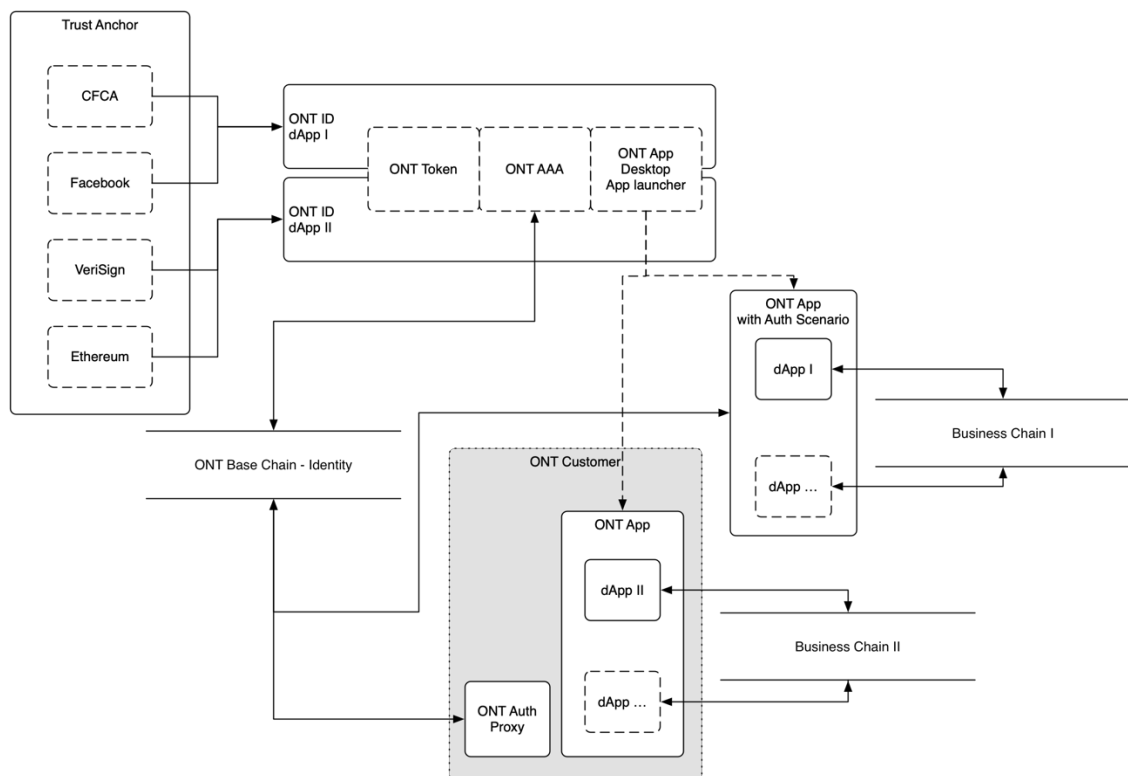 Trust Anchor
CFCA
Facebook
VeriSign
Ethereum
ONT ID
dApp I
ONT ID
dApp II
ONT Token
ONT AAA
ONT App
Desktop
App launcher
ONT App
with Auth Scenario
dApp I
dApp ...
Business Chain I
ONT Base Chain - Identity
ONT Customer
ONT App
dApp II
dApp ...
ONT Auth
Proxy
Business Chain II